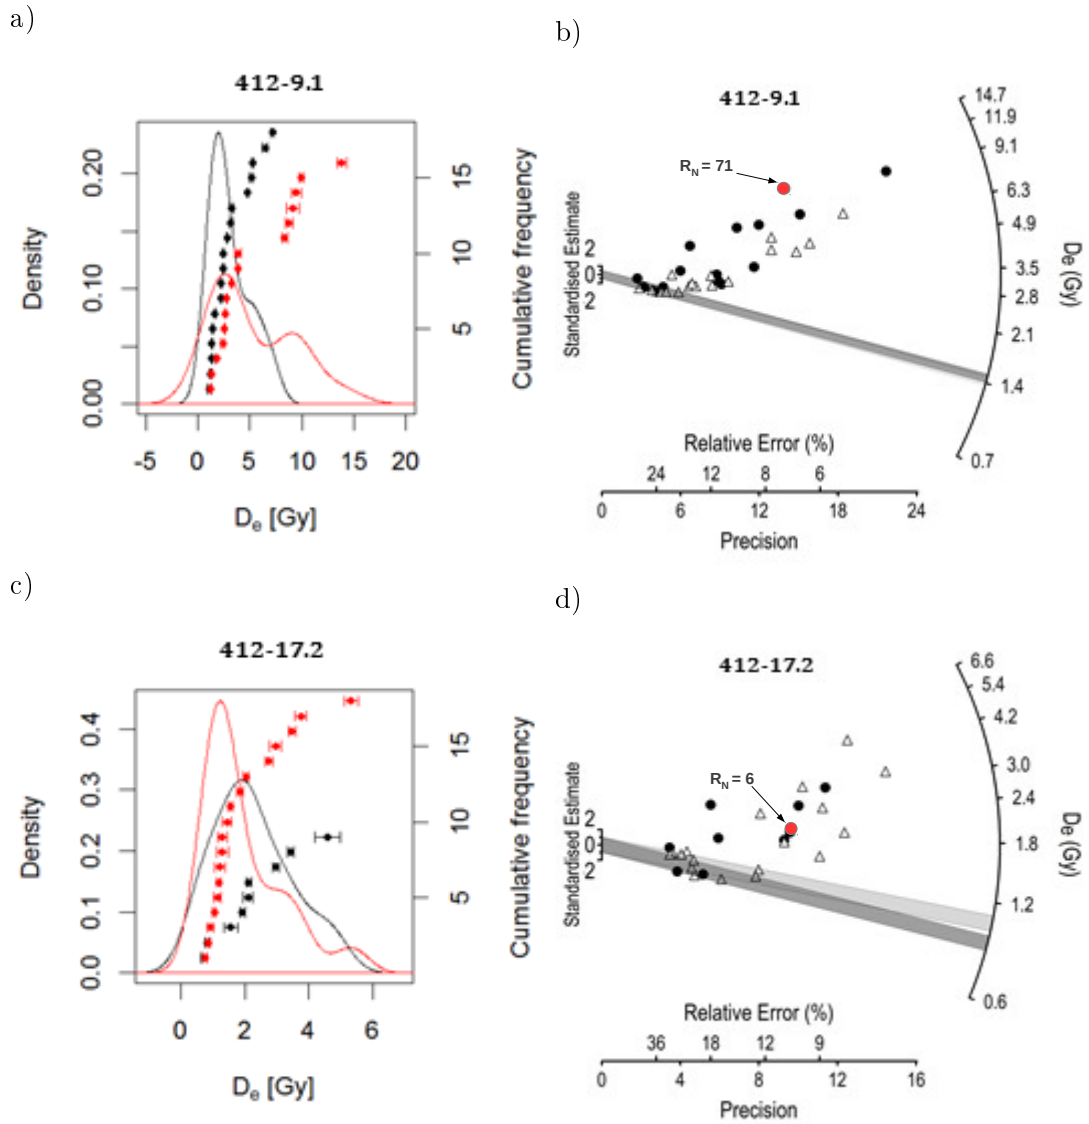 a)
412-9.1
Density
0.00 0.10 0.20
Cumulative frequency
5 10 15
-5 0 5 10 15 20
De [Gy]
b)
412-9.1
RN = 71
Standardised Estimate
2
0
2
14.7
11.9
9.1
6.3
4.9
3.5
2.8
2.1
1.4
0.7
De (Gy)
Relative Error (%)
24 12 8 6
0 6 12 18 24
Precision
c)
412-17.2
Density
0.0 0.1 0.2 0.3 0.4
Cumulative frequency
5 10 15
0 2 4 6
De [Gy]
d)
412-17.2
RN = 6
Standardised Estimate
2
0
2
6.6
5.4
4.2
3.0
2.4
1.8
1.2
0.6
De (Gy)
Relative Error (%)
36 18 12 9
0 4 8 12 16
Precision